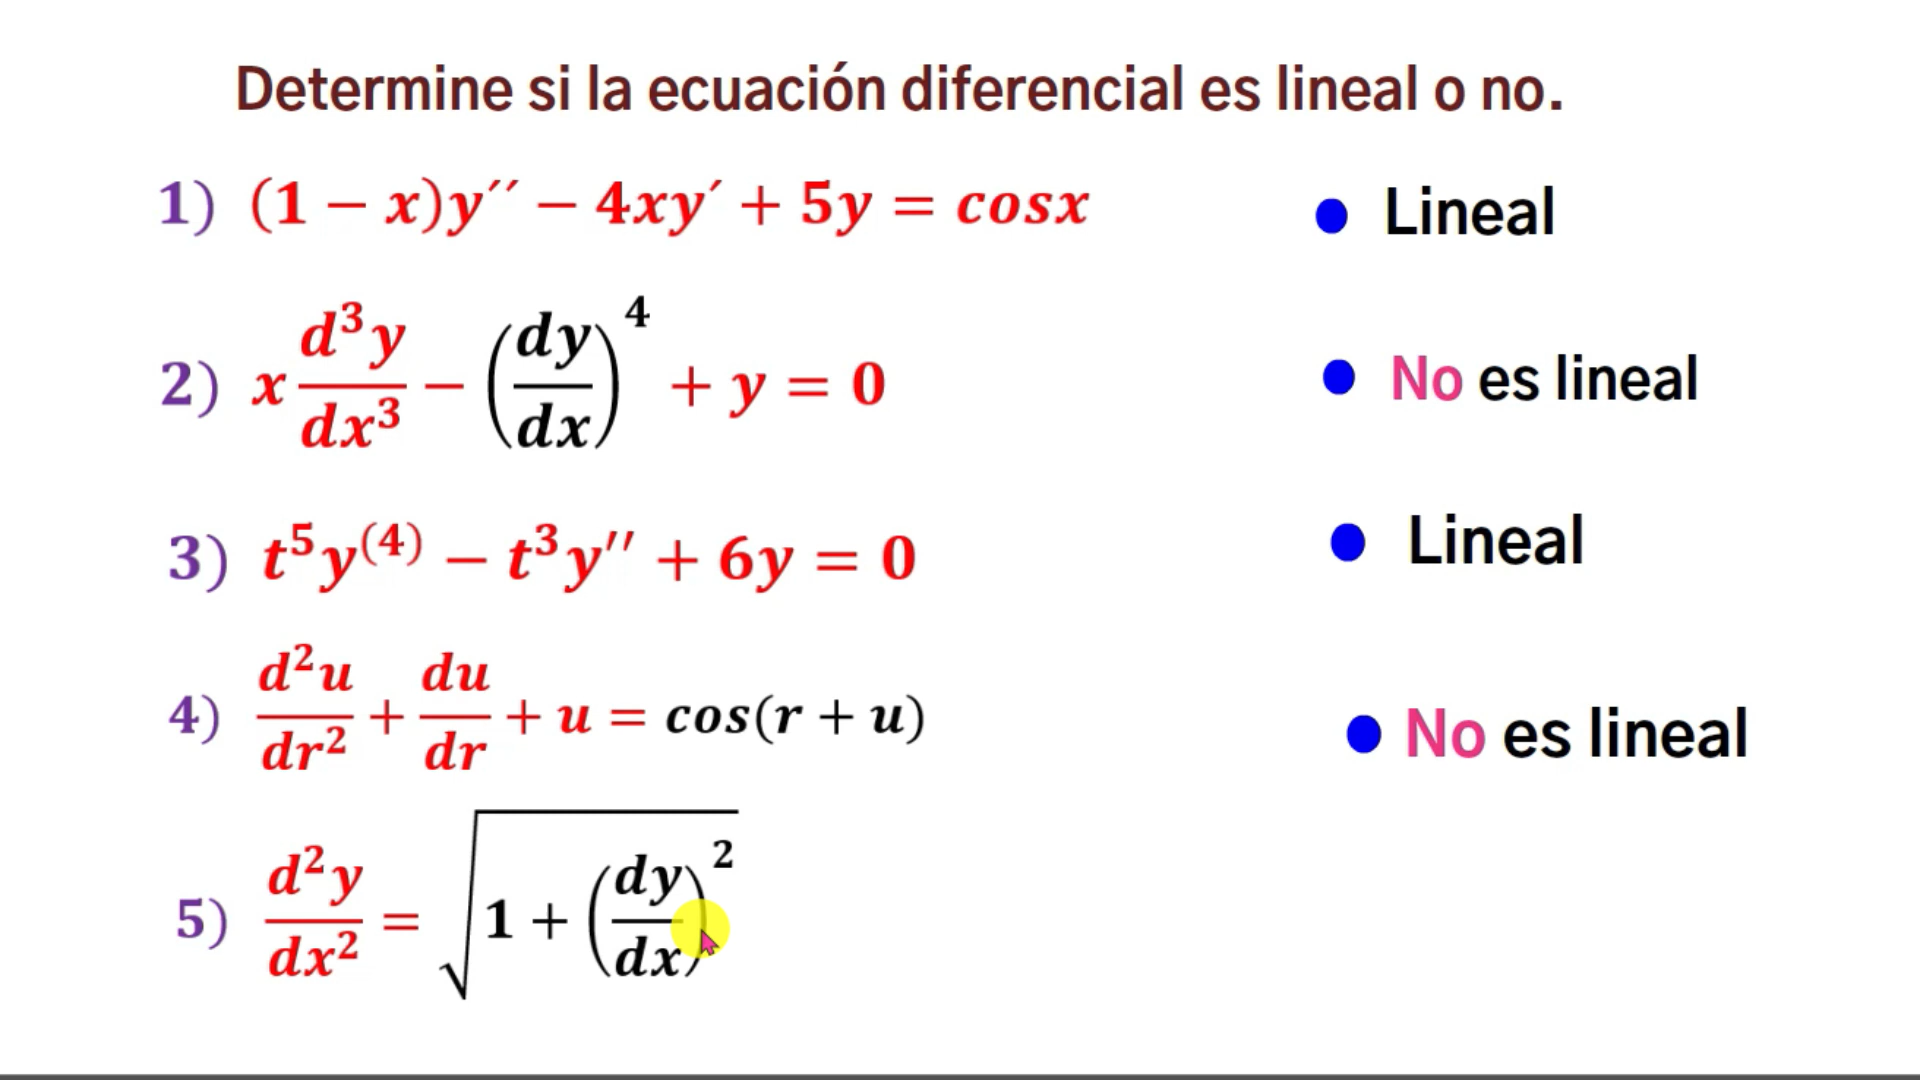 Determine si la ecuación diferencial es lineal o no.
1) (1 − x)y´´ − 4xy´ + 5y = cosx
• Lineal
2) x d³y/dx³ − (dy/dx)⁴ + y = 0
• No es lineal
3) t⁵y⁽⁴⁾ − t³y′′ + 6y = 0
• Lineal
4) d²u/dr² + du/dr + u = cos(r + u)
• No es lineal
5) d²y/dx² = √(1 + (dy/dx)²)